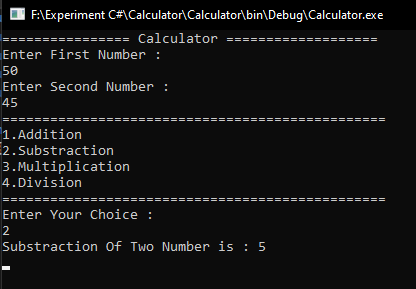 F:\Experiment C#\Calculator\Calculator\bin\Debug\Calculator.exe
================ Calculator ===================
Enter First Number :
50
Enter Second Number :
45
================================================
1.Addition
2.Substraction
3.Multiplication
4.Division
================================================
Enter Your Choice :
2
Substraction Of Two Number is : 5